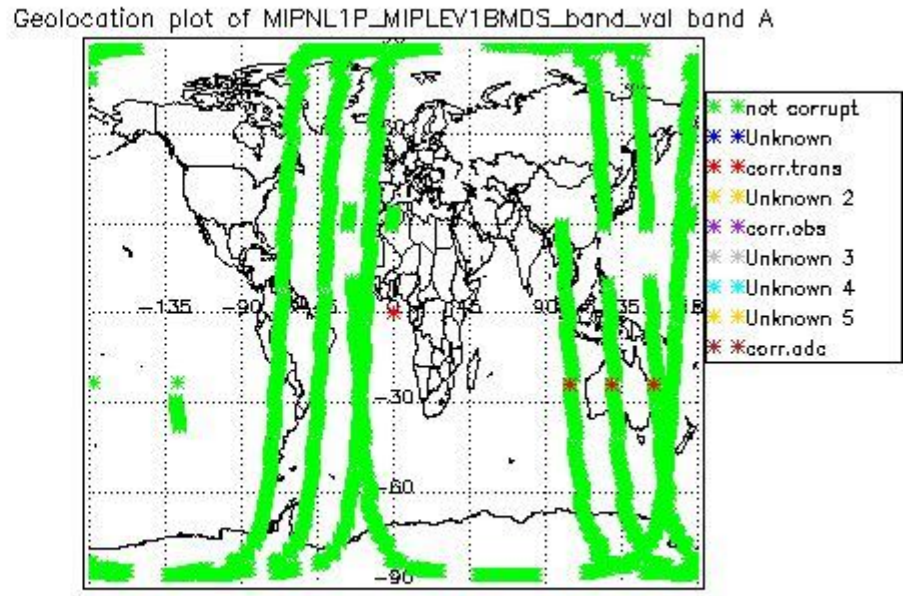 Geolocation plot of MIPNL1P_MIPLEV1BMDS_band_val band A
not corrupt
Unknown
corr.trans
Unknown 2
corr.obs
Unknown 3
Unknown 4
Unknown 5
corr.adc
-135 -90 90 135
-30
-60
-90